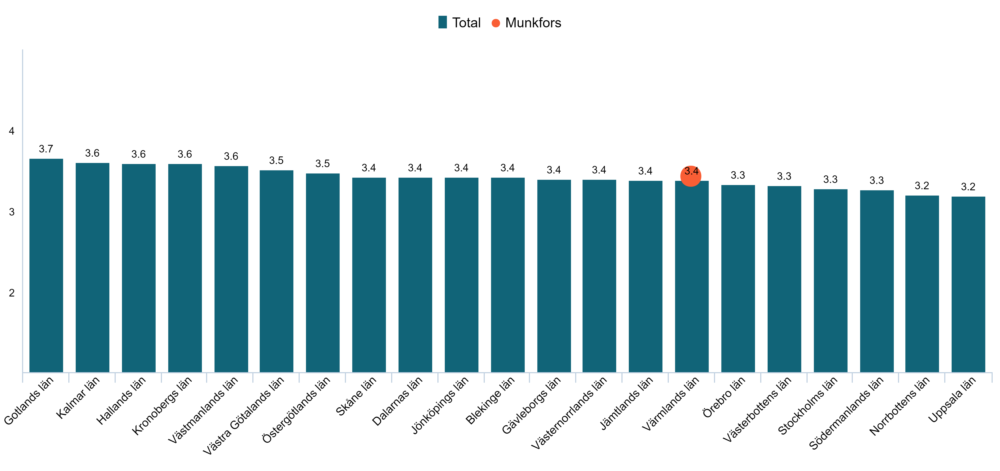 Total Munkfors
4
3
2
3.7 3.6 3.6 3.6 3.6 3.5 3.5 3.4 3.4 3.4 3.4 3.4 3.4 3.4 3.4 3.3 3.3 3.3 3.3 3.2 3.2
Gotlands län
Kalmar län
Hallands län
Kronobergs län
Västmanlands län
Västra Götalands län
Östergötlands län
Skåne län
Dalarnas län
Jönköpings län
Blekinge län
Gävleborgs län
Västernorrlands län
Jämtlands län
Värmlands län
Örebro län
Västerbottens län
Stockholms län
Södermanlands län
Norrbottens län
Uppsala län